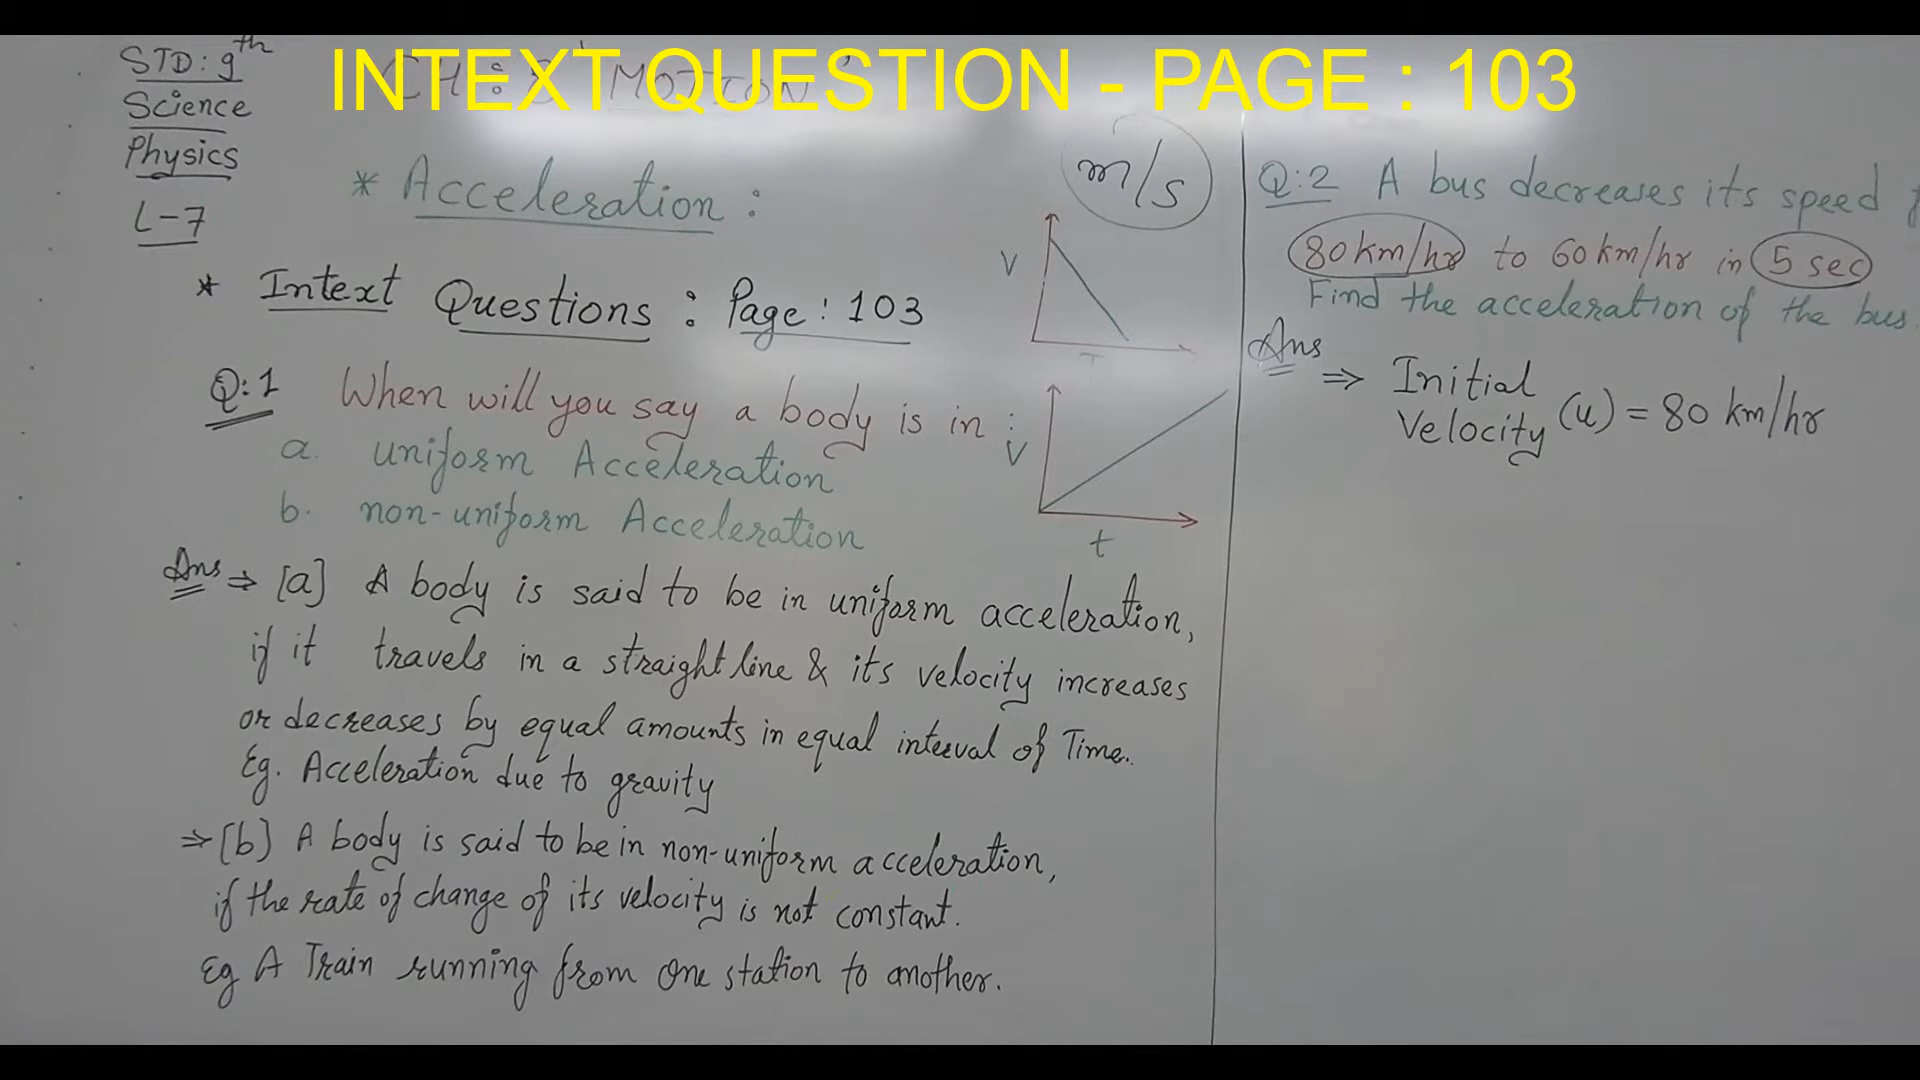 INTEXT QUESTION - PAGE : 103
STD: 9th
Science
Physics
L-7
MOTION
* Acceleration :
* Intext Questions : Page : 103
Q:1 When will you say a body is in :
a. uniform Acceleration
b. non-uniform Acceleration
Ans ⇒ [a] A body is said to be in uniform acceleration,
if it travels in a straight line & its velocity increases
or decreases by equal amounts in equal interval of Time.
Eg. Acceleration due to gravity
⇒ [b] A body is said to be in non-uniform acceleration,
if the rate of change of its velocity is not constant.
Eg A Train running from one station to another.
m/s
V
T
V
t
Q:2 A bus decreases its speed
80 km/hr to 60 km/hr in 5 sec
Find the acceleration of the bus.
Ans ⇒ Initial
Velocity (u) = 80 km/hr